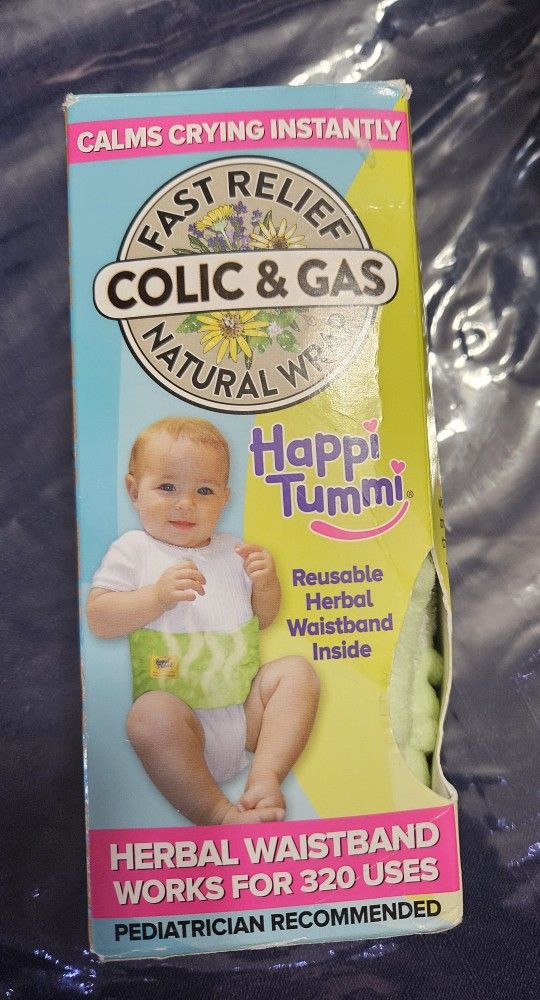 CALMS CRYING INSTANTLY
FAST RELIEF
COLIC & GAS
NATURAL WRAP
Happi
Tummi®
Reusable
Herbal
Waistband
Inside
HERBAL WAISTBAND
WORKS FOR 320 USES
PEDIATRICIAN RECOMMENDED